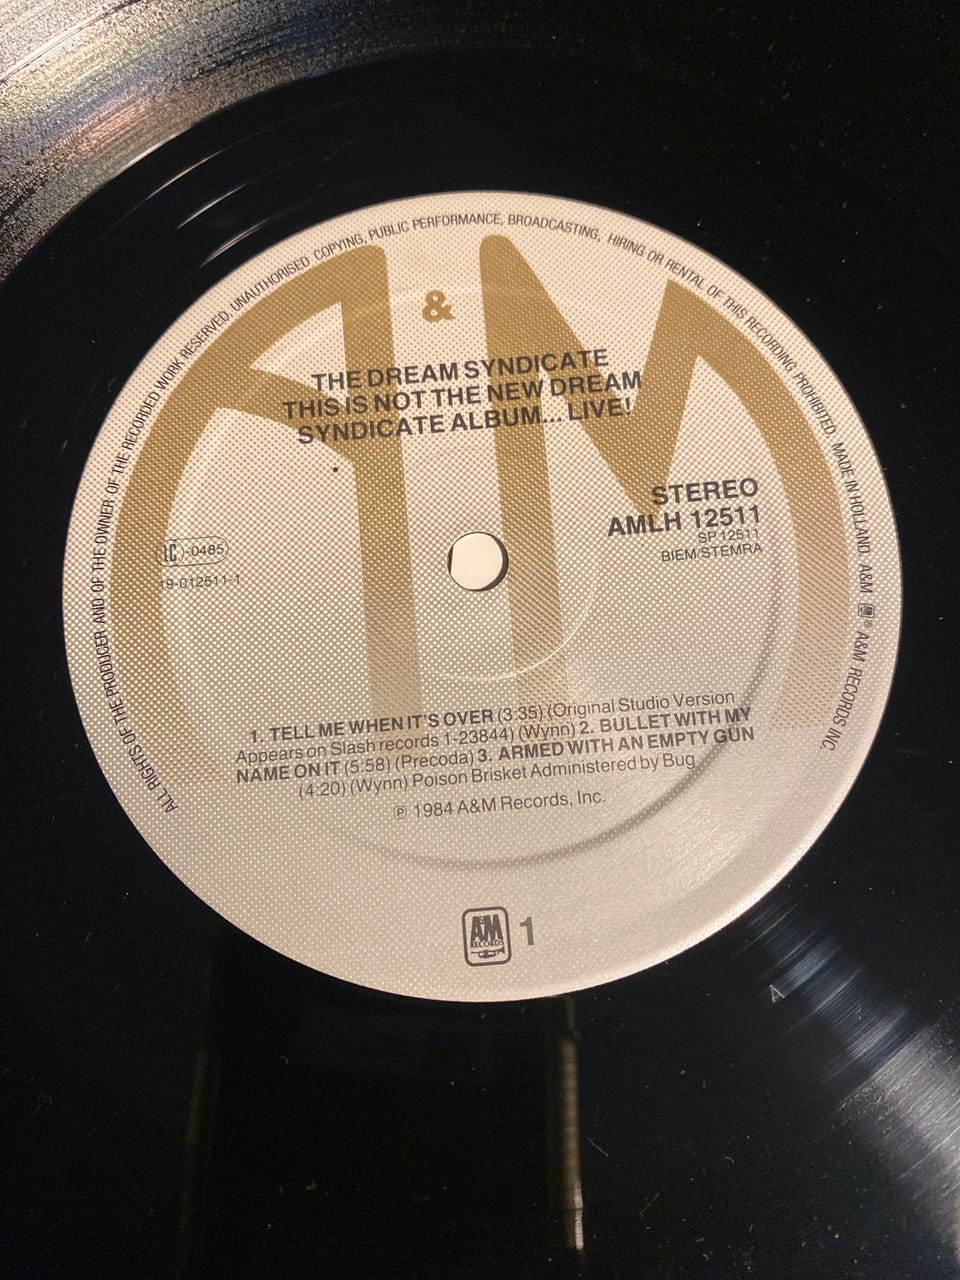 ALL RIGHTS OF THE PRODUCER AND OF THE OWNER OF THE RECORDED WORK RESERVED. UNAUTHORISED COPYING, PUBLIC PERFORMANCE, BROADCASTING, HIRING OR RENTAL OF THIS RECORDING PROHIBITED. MADE IN HOLLAND. A&M ® A&M RECORDS INC.
A&M
THE DREAM SYNDICATE
THIS IS NOT THE NEW DREAM
SYNDICATE ALBUM... LIVE!
STEREO
AMLH 12511
SP 12511
BIEM/STEMRA
LC-0485
19-012511-1
1. TELL ME WHEN IT'S OVER (3:35) (Original Studio Version
Appears on Slash records 1-23844) (Wynn) 2. BULLET WITH MY
NAME ON IT (5:58) (Precoda) 3. ARMED WITH AN EMPTY GUN
(4:20) (Wynn) Poison Brisket Administered by Bug
℗ 1984 A&M Records, Inc.
A&M
RECORDS
1
A